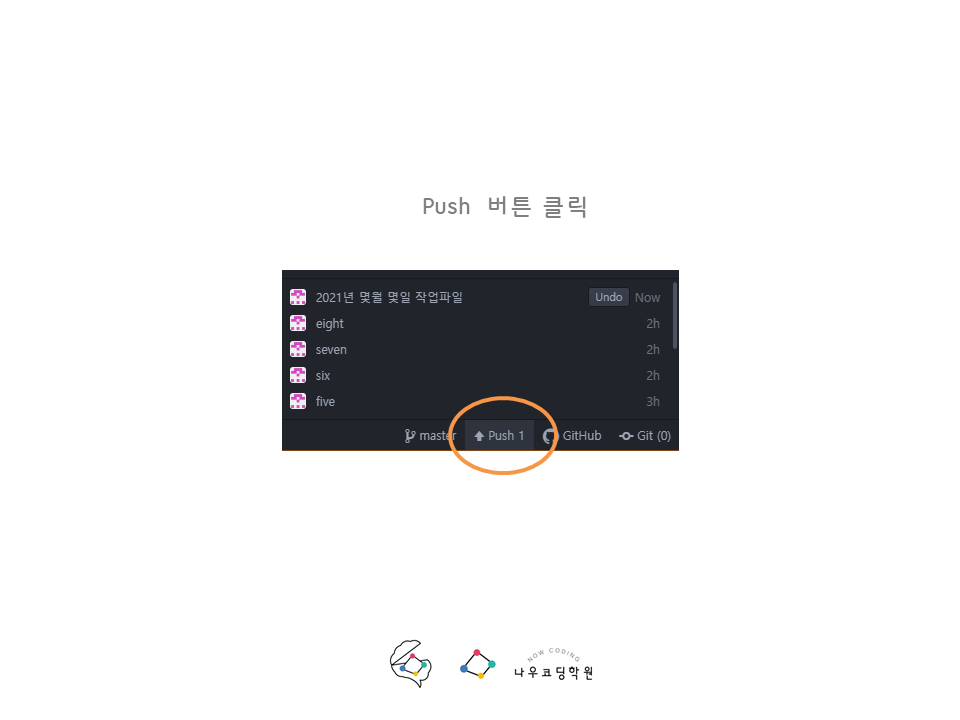 Push 버튼 클릭
2021년 몇월 몇일 작업파일 Undo Now
eight 2h
seven 2h
six 2h
five 3h
master Push 1 GitHub Git (0)
NOW CODING
나우코딩학원